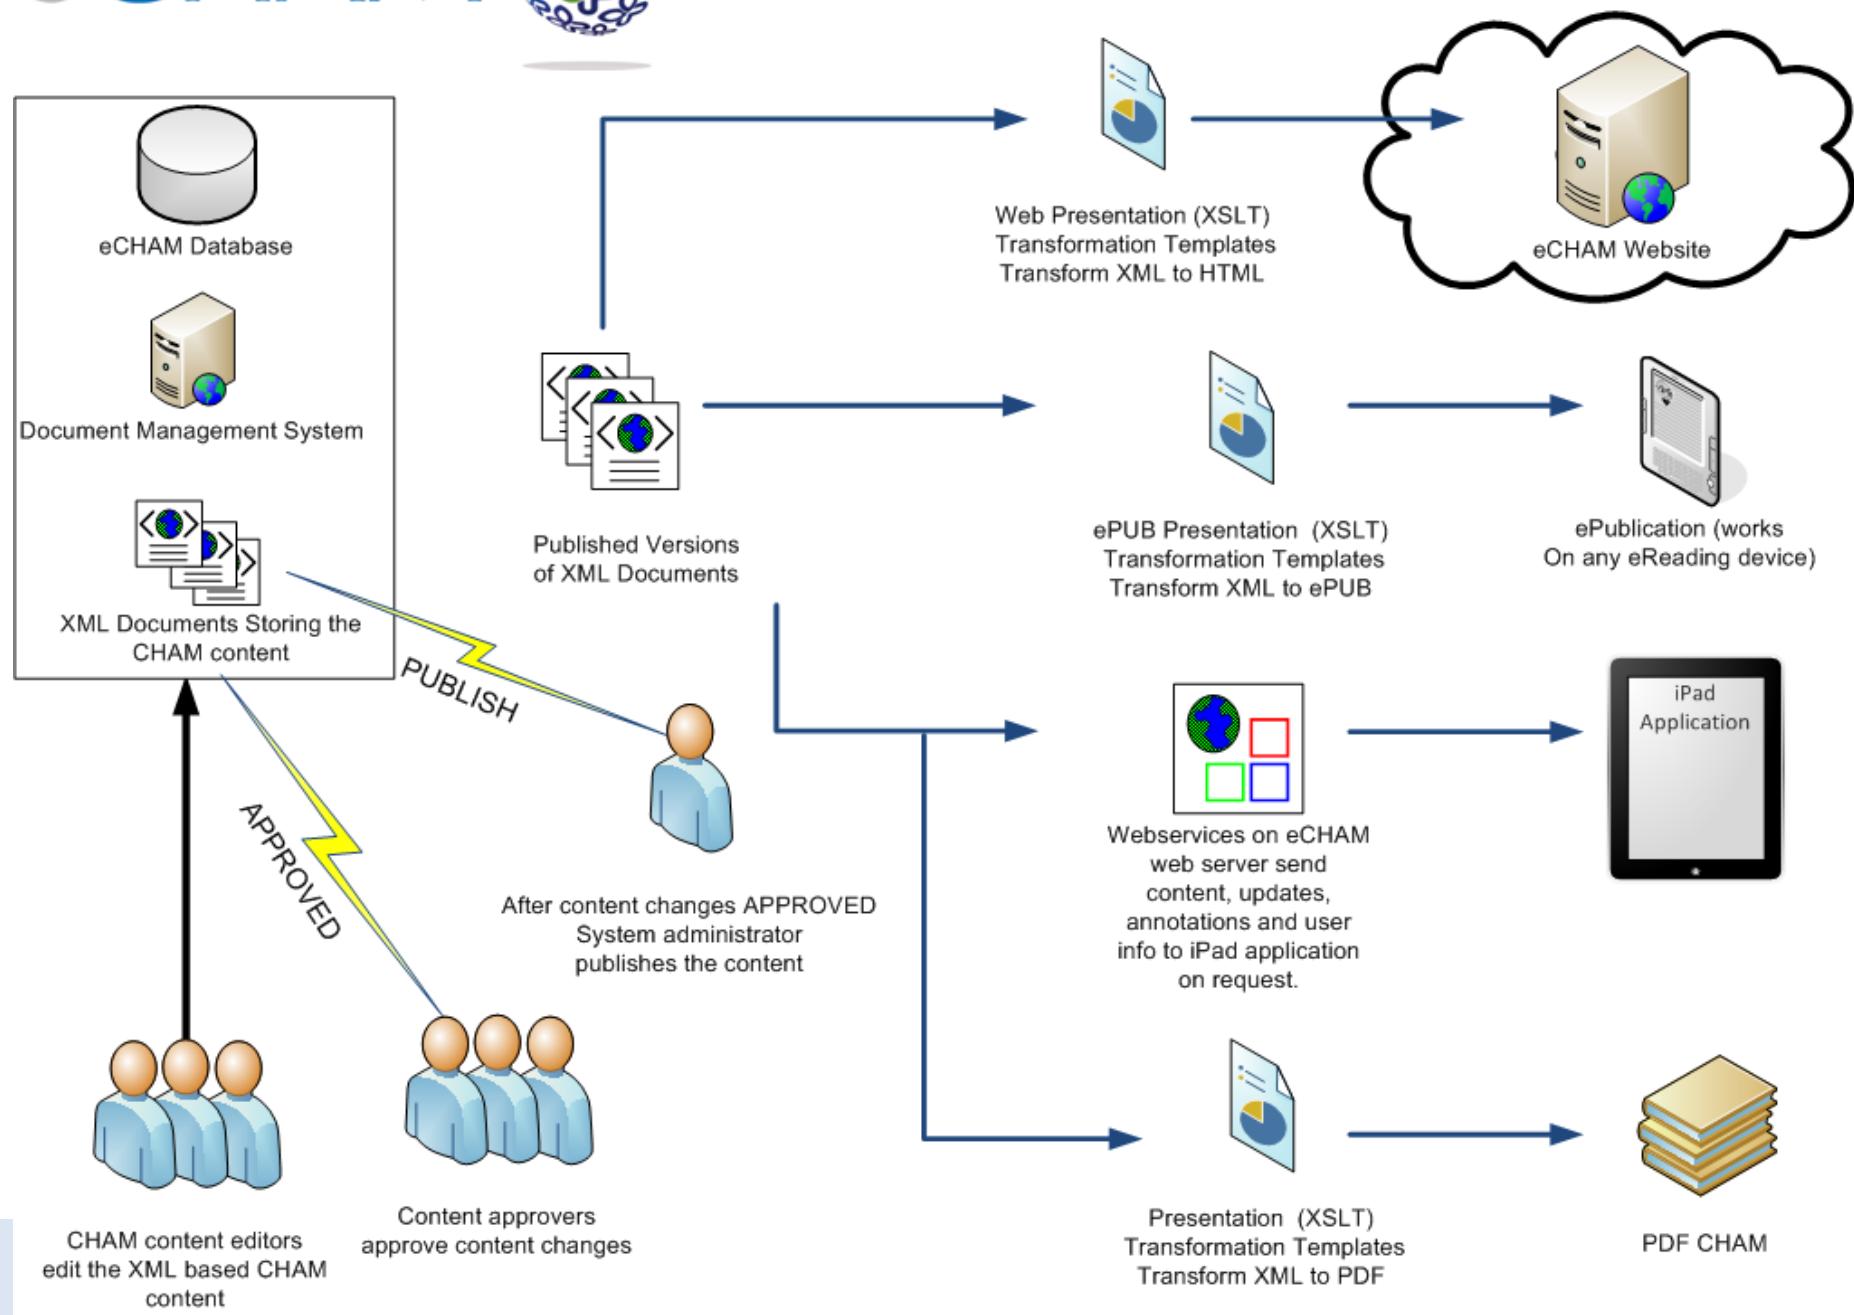 eCHAM Database
Document Management System
XML Documents Storing the
CHAM content
PUBLISH
APPROVED
CHAM content editors
edit the XML based CHAM
content
Content approvers
approve content changes
After content changes APPROVED
System administrator
publishes the content
Published Versions
of XML Documents
Web Presentation (XSLT)
Transformation Templates
Transform XML to HTML
eCHAM Website
ePUB Presentation (XSLT)
Transformation Templates
Transform XML to ePUB
ePublication (works
On any eReading device)
Webservices on eCHAM
web server send
content, updates,
annotations and user
info to iPad application
on request.
iPad
Application
Presentation (XSLT)
Transformation Templates
Transform XML to PDF
PDF CHAM